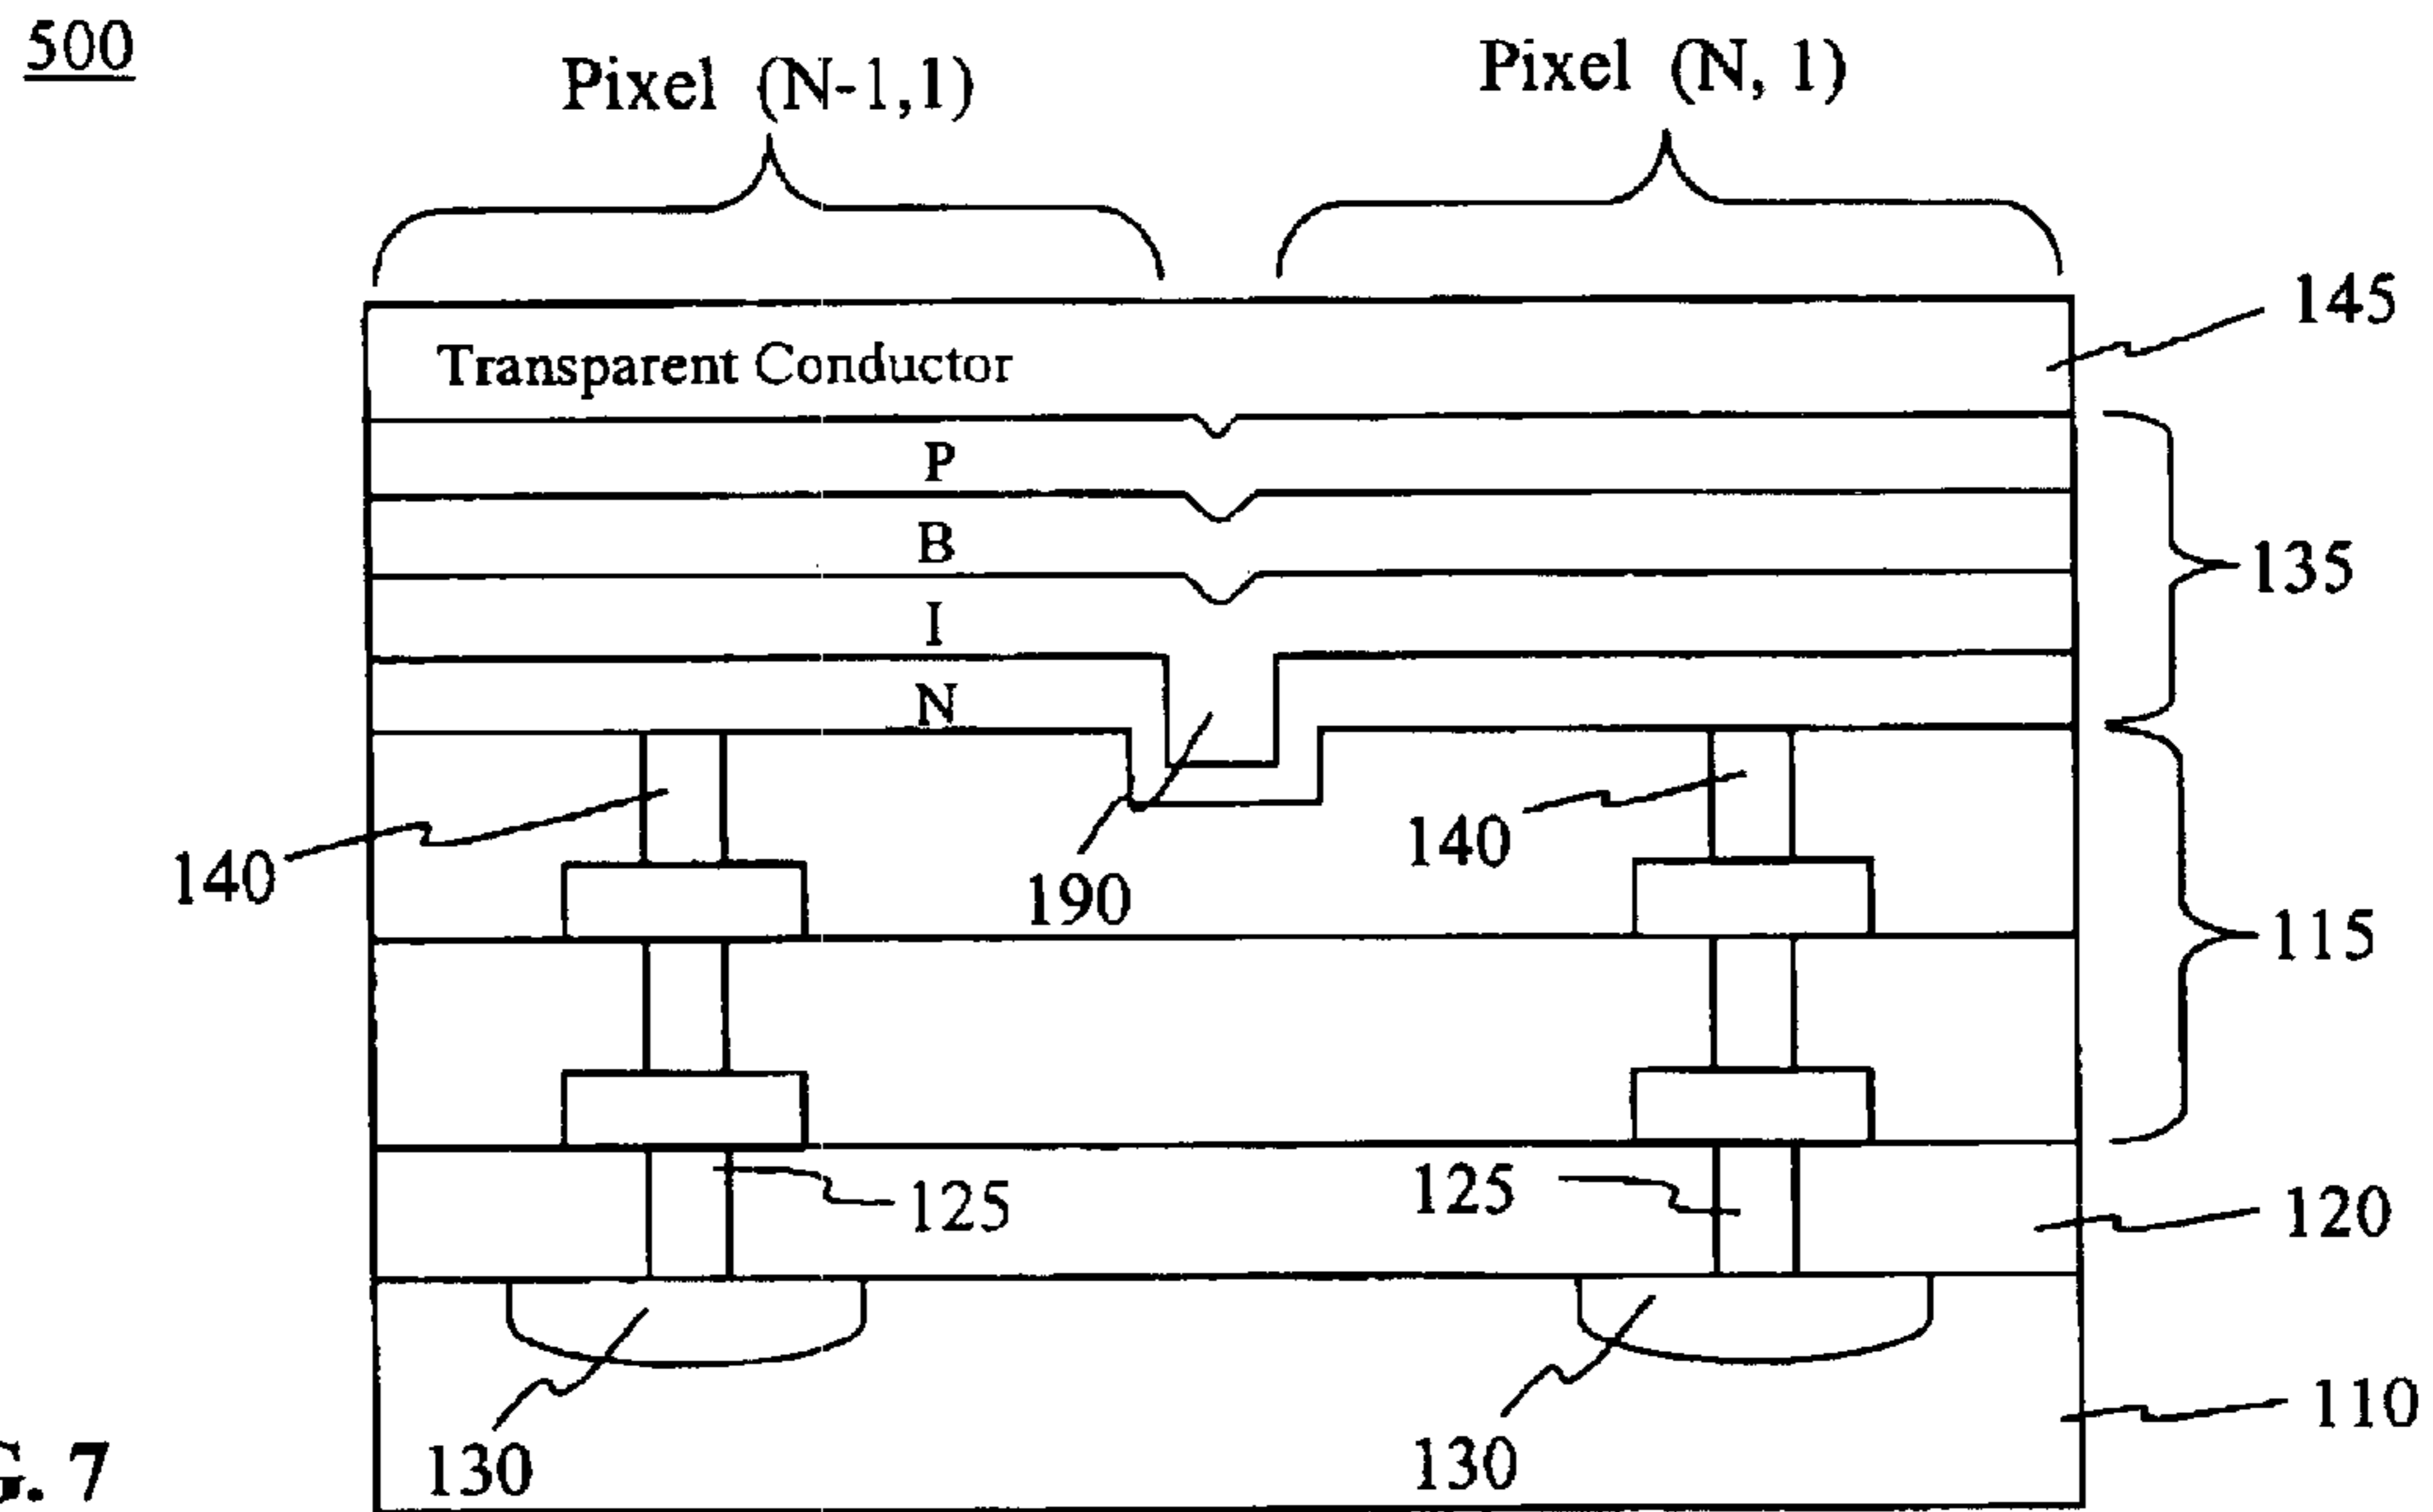 500
Pixel (N-1,1)
Pixel (N, 1)
145
Transparent Conductor
P
B
135
I
N
140
140
190
115
125
125
120
110
130
130
G. 7